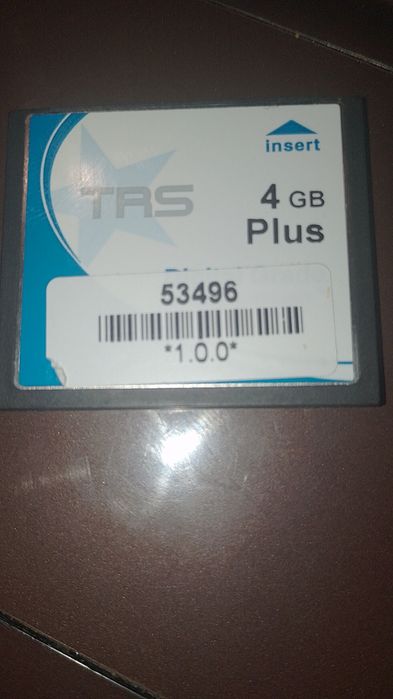 insert
TRS
4 GB
Plus
53496
*1.0.0*